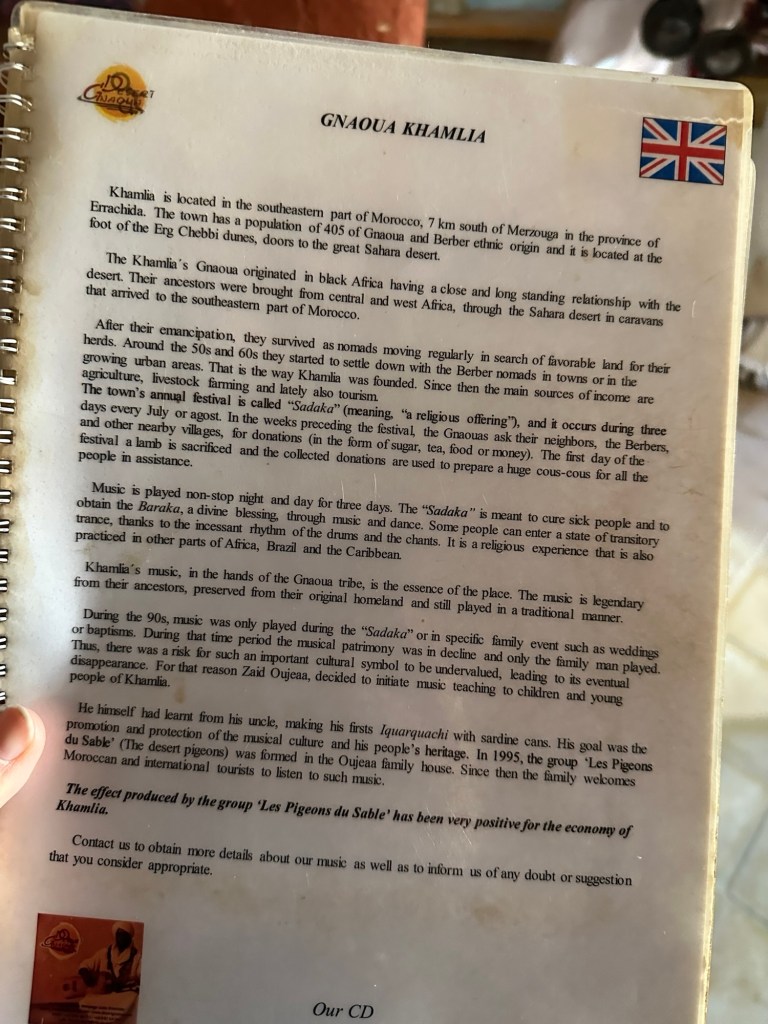 DESERT
GNAOUA
GNAOUA KHAMLIA
Khamlia is located in the southeastern part of Morocco, 7 km south of Merzouga in the province of
Errachida. The town has a population of 405 of Gnaoua and Berber ethnic origin and it is located at the
foot of the Erg Chebbi dunes, doors to the great Sahara desert.
The Khamlia´s Gnaoua originated in black Africa having a close and long standing relationship with the
desert. Their ancestors were brought from central and west Africa, through the Sahara desert in caravans
that arrived to the southeastern part of Morocco.
After their emancipation, they survived as nomads moving regularly in search of favorable land for their
herds. Around the 50s and 60s they started to settle down with the Berber nomads in towns or in the
growing urban areas. That is the way Khamlia was founded. Since then the main sources of income are
agriculture, livestock farming and lately also tourism.
The town's annual festival is called “Sadaka” (meaning, “a religious offering”), and it occurs during three
days every July or agost. In the weeks preceding the festival, the Gnaouas ask their neighbors, the Berbers,
and other nearby villages, for donations (in the form of sugar, tea, food or money). The first day of the
festival a lamb is sacrificed and the collected donations are used to prepare a huge cous-cous for all the
people in assistance.
Music is played non-stop night and day for three days. The “Sadaka” is meant to cure sick people and to
obtain the Baraka, a divine blessing, through music and dance. Some people can enter a state of transitory
trance, thanks to the incessant rhythm of the drums and the chants. It is a religious experience that is also
practiced in other parts of Africa, Brazil and the Caribbean.
Khamlia´s music, in the hands of the Gnaoua tribe, is the essence of the place. The music is legendary
from their ancestors, preserved from their original homeland and still played in a traditional manner.
During the 90s, music was only played during the “Sadaka” or in specific family event such as weddings
or baptisms. During that time period the musical patrimony was in decline and only the family man played.
Thus, there was a risk for such an important cultural symbol to be undervalued, leading to its eventual
disappearance. For that reason Zaid Oujeaa, decided to initiate music teaching to children and young
people of Khamlia.
He himself had learnt from his uncle, making his firsts Iquarquachi with sardine cans. His goal was the
promotion and protection of the musical culture and his people's heritage. In 1995, the group ‘Les Pigeons
du Sable’ (The desert pigeons) was formed in the Oujeaa family house. Since then the family welcomes
Moroccan and international tourists to listen to such music.
The effect produced by the group ‘Les Pigeons du Sable’ has been very positive for the economy of
Khamlia.
Contact us to obtain more details about our music as well as to inform us of any doubt or suggestion
that you consider appropriate.
Our CD